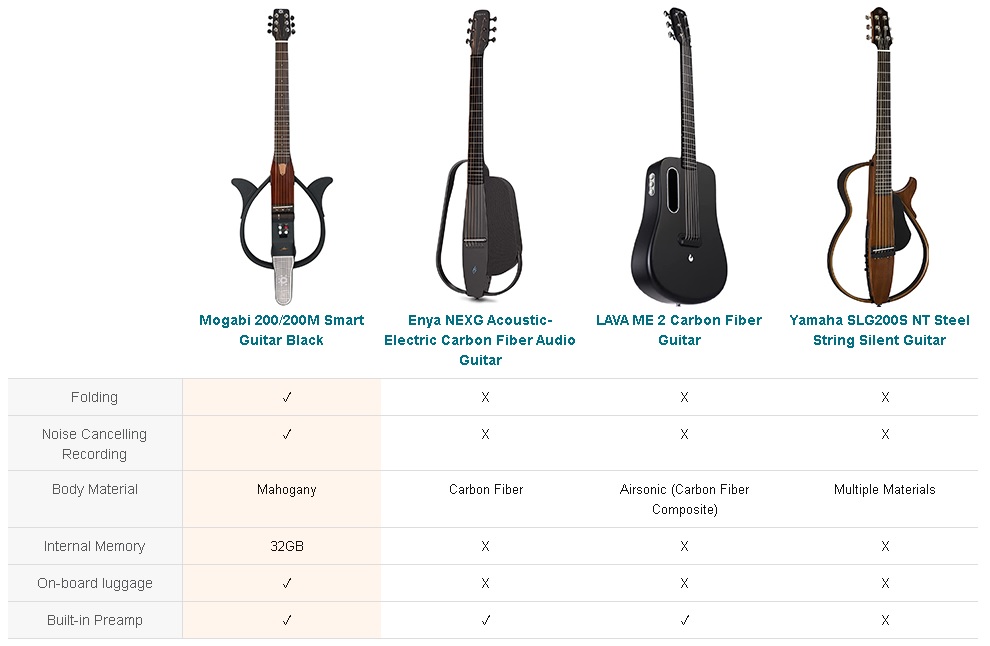 Mogabi 200/200M Smart Guitar Black
Enya NEXG Acoustic-Electric Carbon Fiber Audio Guitar
LAVA ME 2 Carbon Fiber Guitar
Yamaha SLG200S NT Steel String Silent Guitar
Folding ✓ X X X
Noise Cancelling Recording ✓ X X X
Body Material Mahogany Carbon Fiber Airsonic (Carbon Fiber Composite) Multiple Materials
Internal Memory 32GB X X X
On-board luggage ✓ X X X
Built-in Preamp ✓ ✓ ✓ X